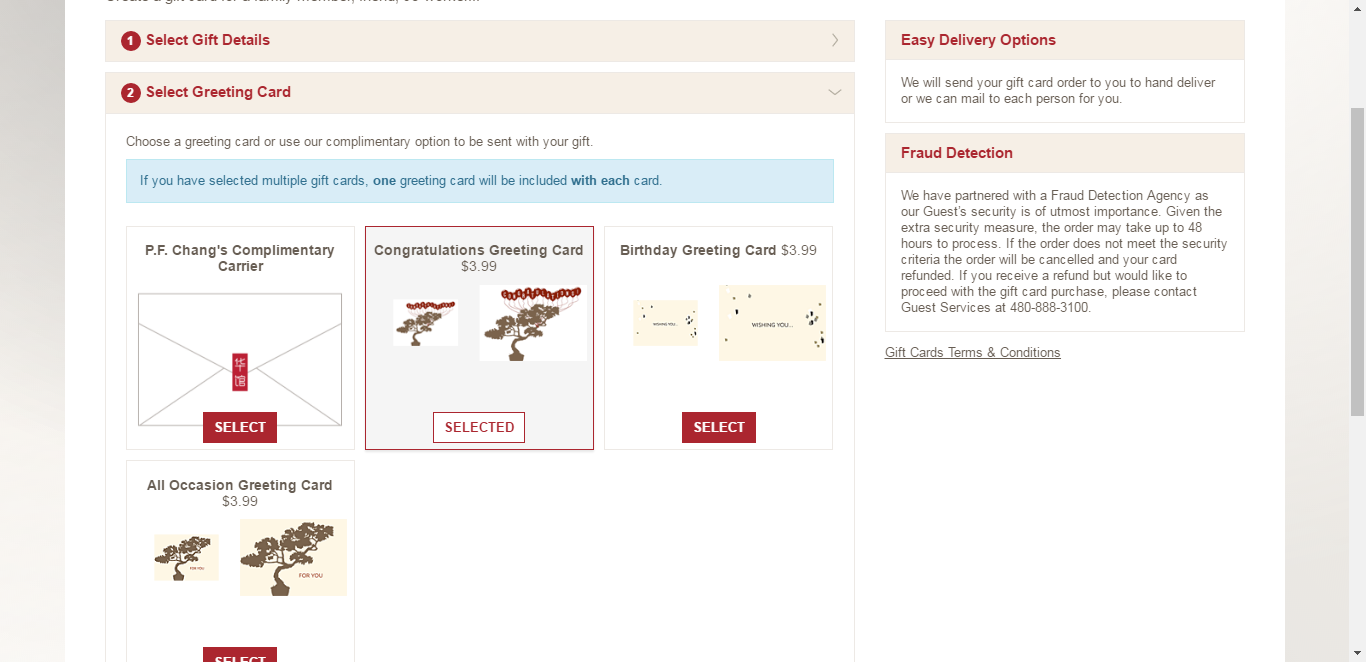 1 Select Gift Details
2 Select Greeting Card
Choose a greeting card or use our complimentary option to be sent with your gift.
If you have selected multiple gift cards, one greeting card will be included with each card.
P.F. Chang's Complimentary
Carrier
华
馆
SELECT
Congratulations Greeting Card
$3.99
SELECTED
Birthday Greeting Card $3.99
WISHING YOU...
WISHING YOU...
SELECT
All Occasion Greeting Card
$3.99
FOR YOU
FOR YOU
SELECT
Easy Delivery Options
We will send your gift card order to you to hand deliver
or we can mail to each person for you.
Fraud Detection
We have partnered with a Fraud Detection Agency as
our Guest's security is of utmost importance. Given the
extra security measure, the order may take up to 48
hours to process. If the order does not meet the security
criteria the order will be cancelled and your card
refunded. If you receive a refund but would like to
proceed with the gift card purchase, please contact
Guest Services at 480-888-3100.
Gift Cards Terms & Conditions